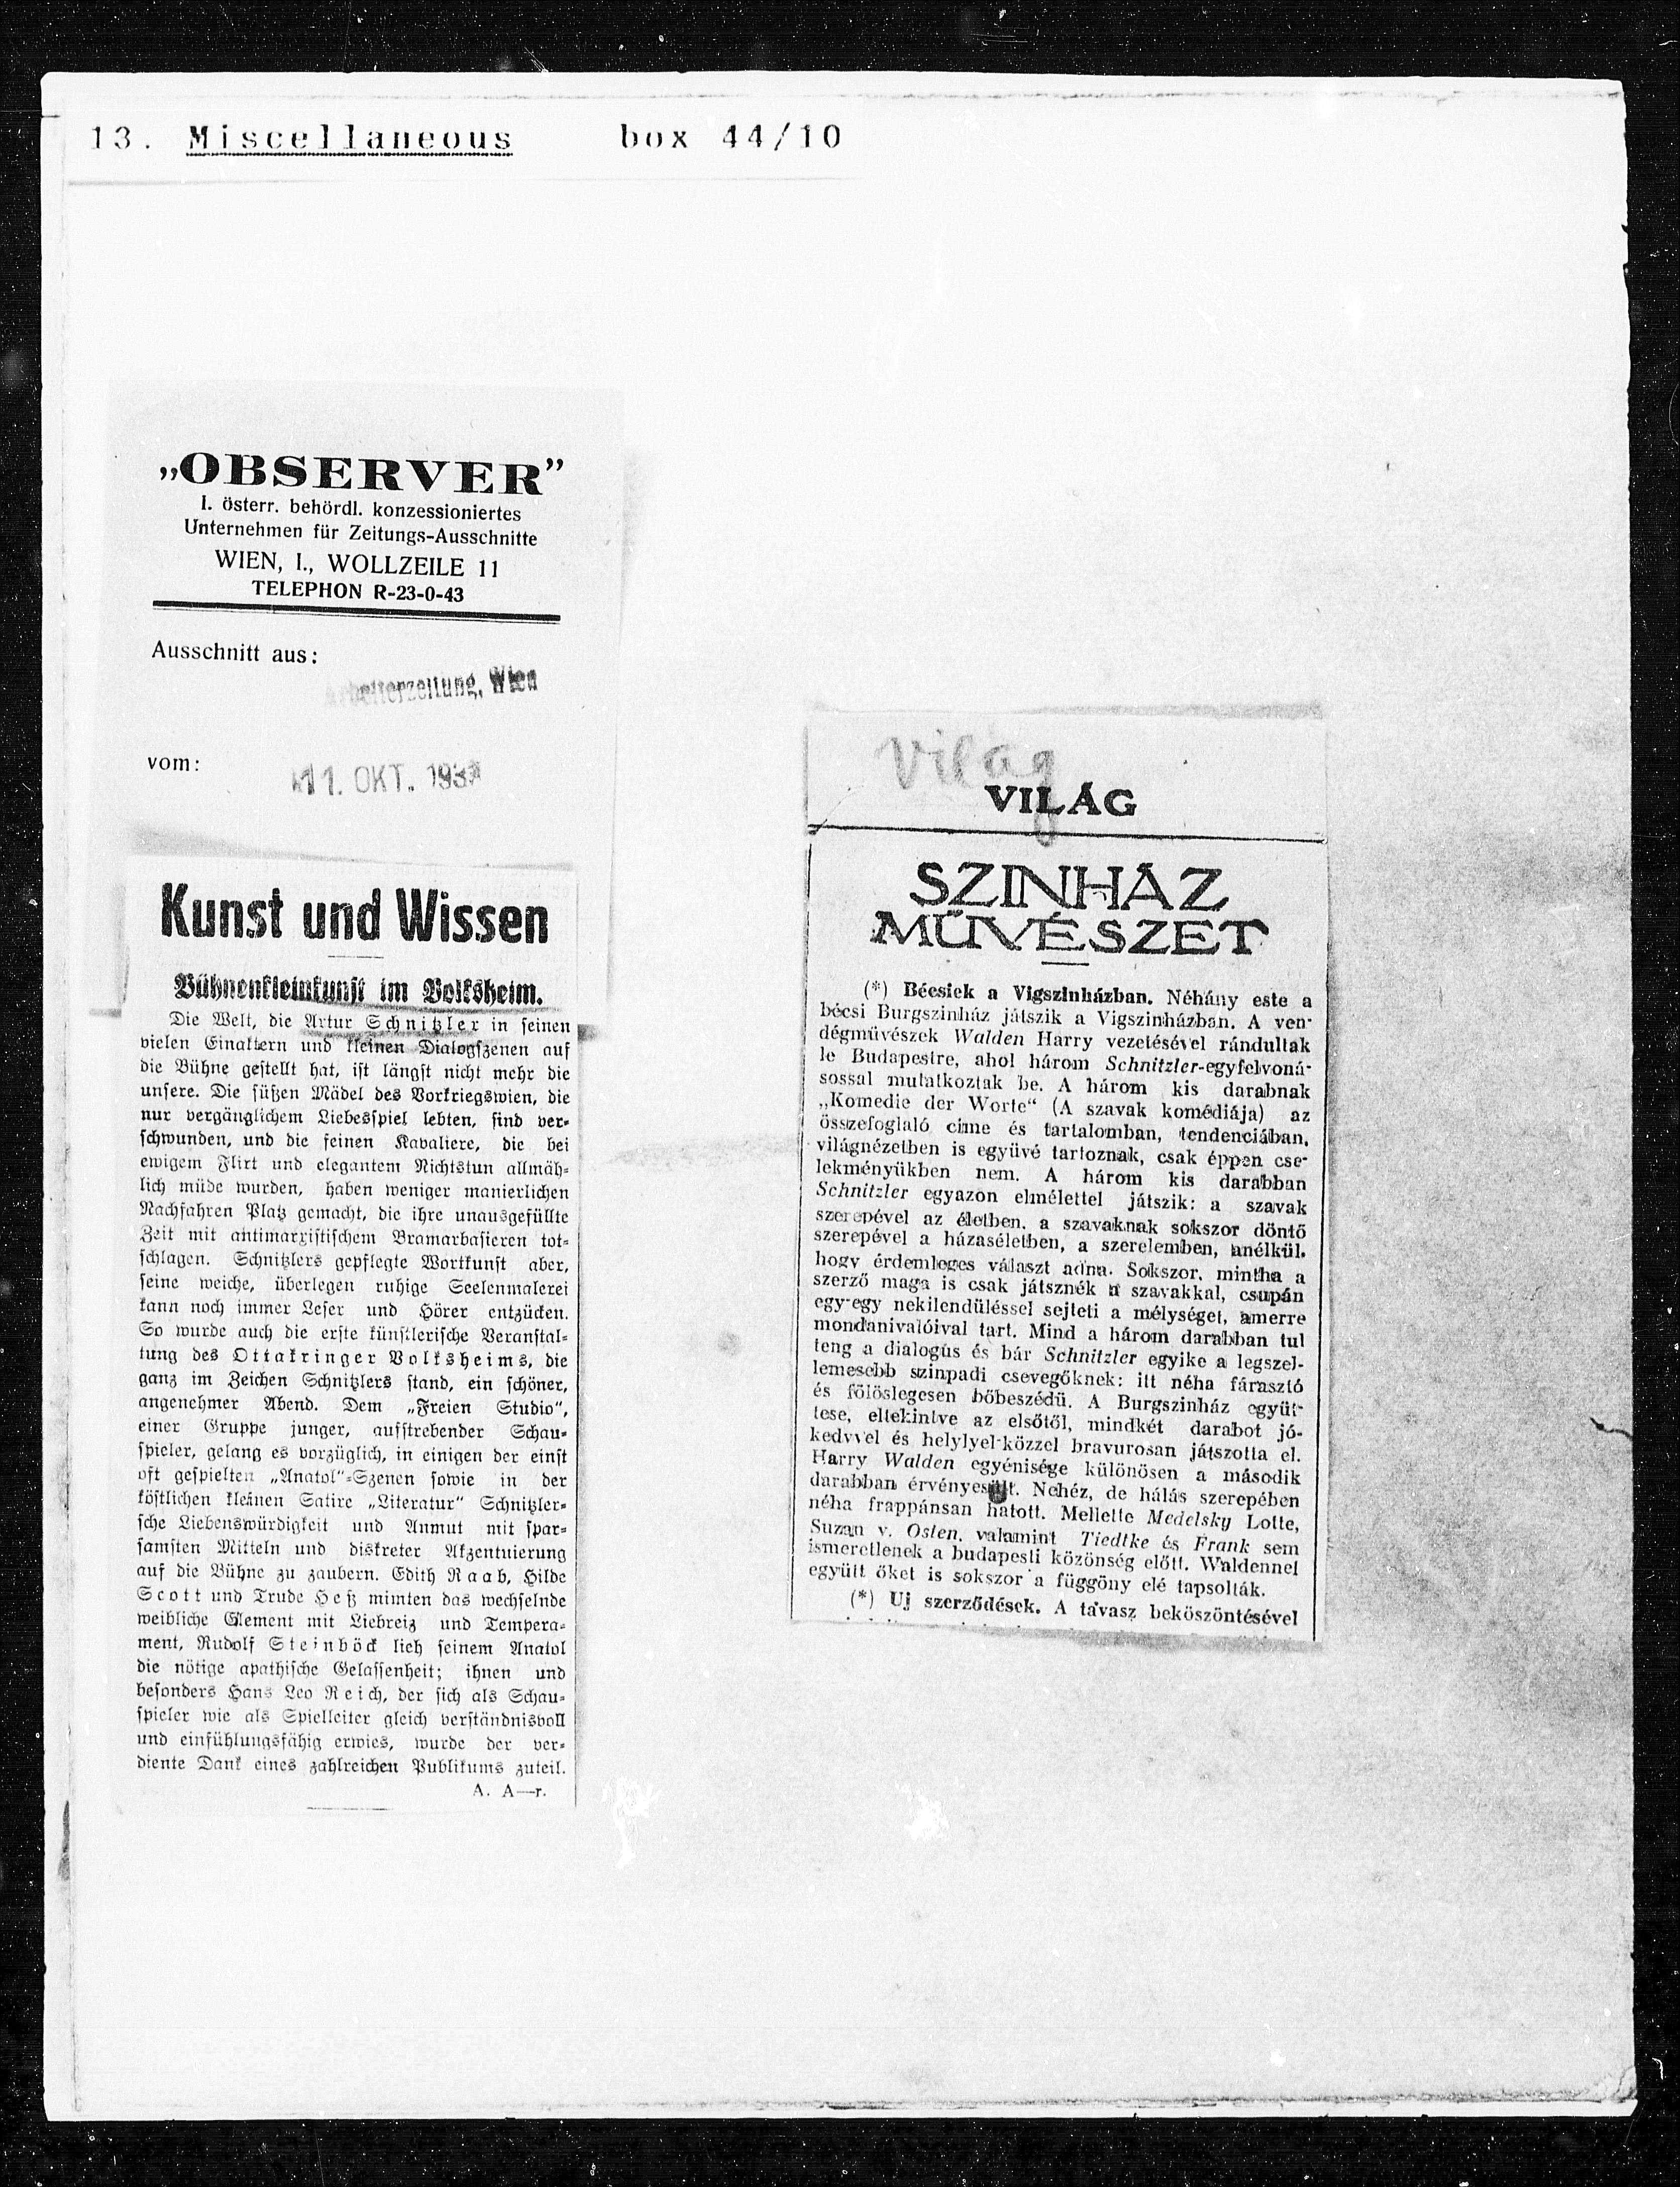 13. Miscellaneous box 44/10
„OBSERVER”
I. österr. behördl. konzessioniertes
Unternehmen für Zeitungs-Ausschnitte
WIEN, I., WOLLZEILE 11
TELEPHON R-23-0-43
Ausschnitt aus:
Arbeiterzeitung, Wien
vom:
11. OKT. 193
Kunst und Wissen
Bühnenkleinkunst im Volksheim.
Die Welt, die Artur Schnitzler in seinen
vielen Einaktern und kleinen Dialogszenen auf
die Bühne gestellt hat, ist längst nicht mehr die
unsere. Die süßen Mädel des Vorkriegswien, die
nur vergänglichem Liebesspiel lebten, sind ver-
schwunden, und die feinen Kavaliere, die bei
ewigem Flirt und elegantem Nichtstun allmäh-
lich müde wurden, haben weniger manierlichen
Nachfahren Platz gemacht, die ihre unausgefüllte
Zeit mit antimarxistischem Bramarbasieren tot-
schlagen. Schnitzlers gepflegte Wortkunst aber,
seine weiche, überlegen ruhige Seelenmalerei
kann noch immer Leser und Hörer entzücken.
So wurde auch die erste künstlerische Veranstal-
tung des Ottakringer Volksheims, die
ganz im Zeichen Schnitzlers stand, ein schöner,
angenehmer Abend. Dem „Freien Studio“,
einer Gruppe junger, aufstrebender Schau-
spieler, gelang es vorzüglich, in einigen der einst
oft gespielten „Anatol“-Szenen sowie in der
köstlichen kleinen Satire „Literatur“ Schnitzler-
sche Liebenswürdigkeit und Anmut mit spar-
samsten Mitteln und diskreter Akzentuierung
auf die Bühne zu zaubern. Edith Raab, Hilde
Scott und Trude Heß mimten das wechselnde
weibliche Element mit Liebreiz und Tempera-
ment, Rudolf Steinböck lieh seinem Anatol
die nötige apathische Gelassenheit; ihnen und
besonders Hans Leo Reich, der sich als Schau-
spieler wie als Spielleiter gleich verständnisvoll
und einfühlungsfähig erwies, wurde der ver-
diente Dank eines zahlreichen Publikums zuteil.
A. A—r.
Világ
VILÁG
SZINHÁZ
MŰVÉSZET
(*) Bécsiek a Vigszinházban. Néhány este a
bécsi Burgszinház játszik a Vigszinházban. A ven-
dégművészek Walden Harry vezetésével rándultak
le Budapestre, ahol három Schnitzler-egyfelvoná-
sossal mutatkoztak be. A három kis darabnak
„Komedie der Worte“ (A szavak komédiája) az
összefoglaló cime és tartalomban, tendenciában,
világnézetben is együvé tartoznak, csak éppen cse-
lekményükben nem. A három kis darabban
Schnitzler egyazon elmélettel játszik: a szavak
szerepével az életben, a szavaknak sokszor döntő
szerepével a házaséletben, a szerelemben, anélkül,
hogy érdemleges választ adna. Sokszor, mintha a
szerző maga is csak játsznék a szavakkal, csupán
egy-egy nekilendüléssel sejteti a mélységet, amerre
mondanivalóival tart. Mind a három darabban tul
teng a dialogus és bár Schnitzler egyike a legszel-
lemesebb szinpadi csevegőknek: itt néha fárasztó
és fölöslegesen bőbeszédü. A Burgszinház együt-
tese, eltekintve az elsőtől, mindkét darabot jó-
kedvvel és helylyel-közzel bravurosan játszotta el.
Harry Walden egyénisége különösen a második
darabban érvényesült. Nehéz, de hálás szerepében
néha frappánsan hatott. Mellette Medelsky Lotte,
Suzan v. Osten, valamint Tiedtke és Frank sem
ismeretlenek a budapesti közönség előtt. Waldennel
együtt őket is sokszor a függöny elé tapsolták.
(*) Uj szerződések. A tavasz beköszöntésével